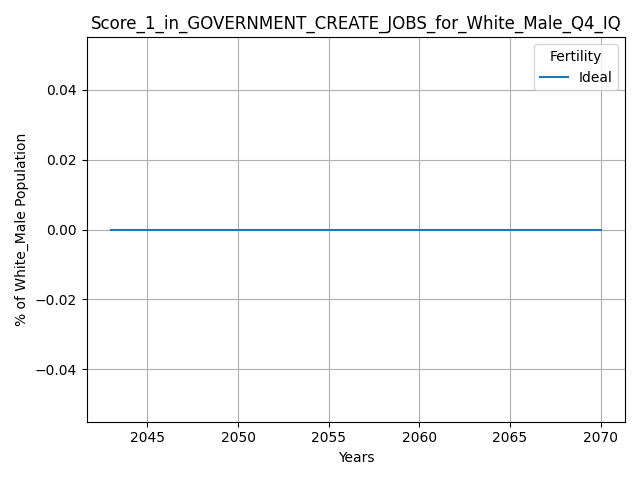 Score_1_in_GOVERNMENT_CREATE_JOBS_for_White_Male_Q4_IQ
Fertility
Ideal
0.04
0.02
0.00
−0.02
−0.04
% of White_Male Population
2045
2050
2055
2060
2065
2070
Years